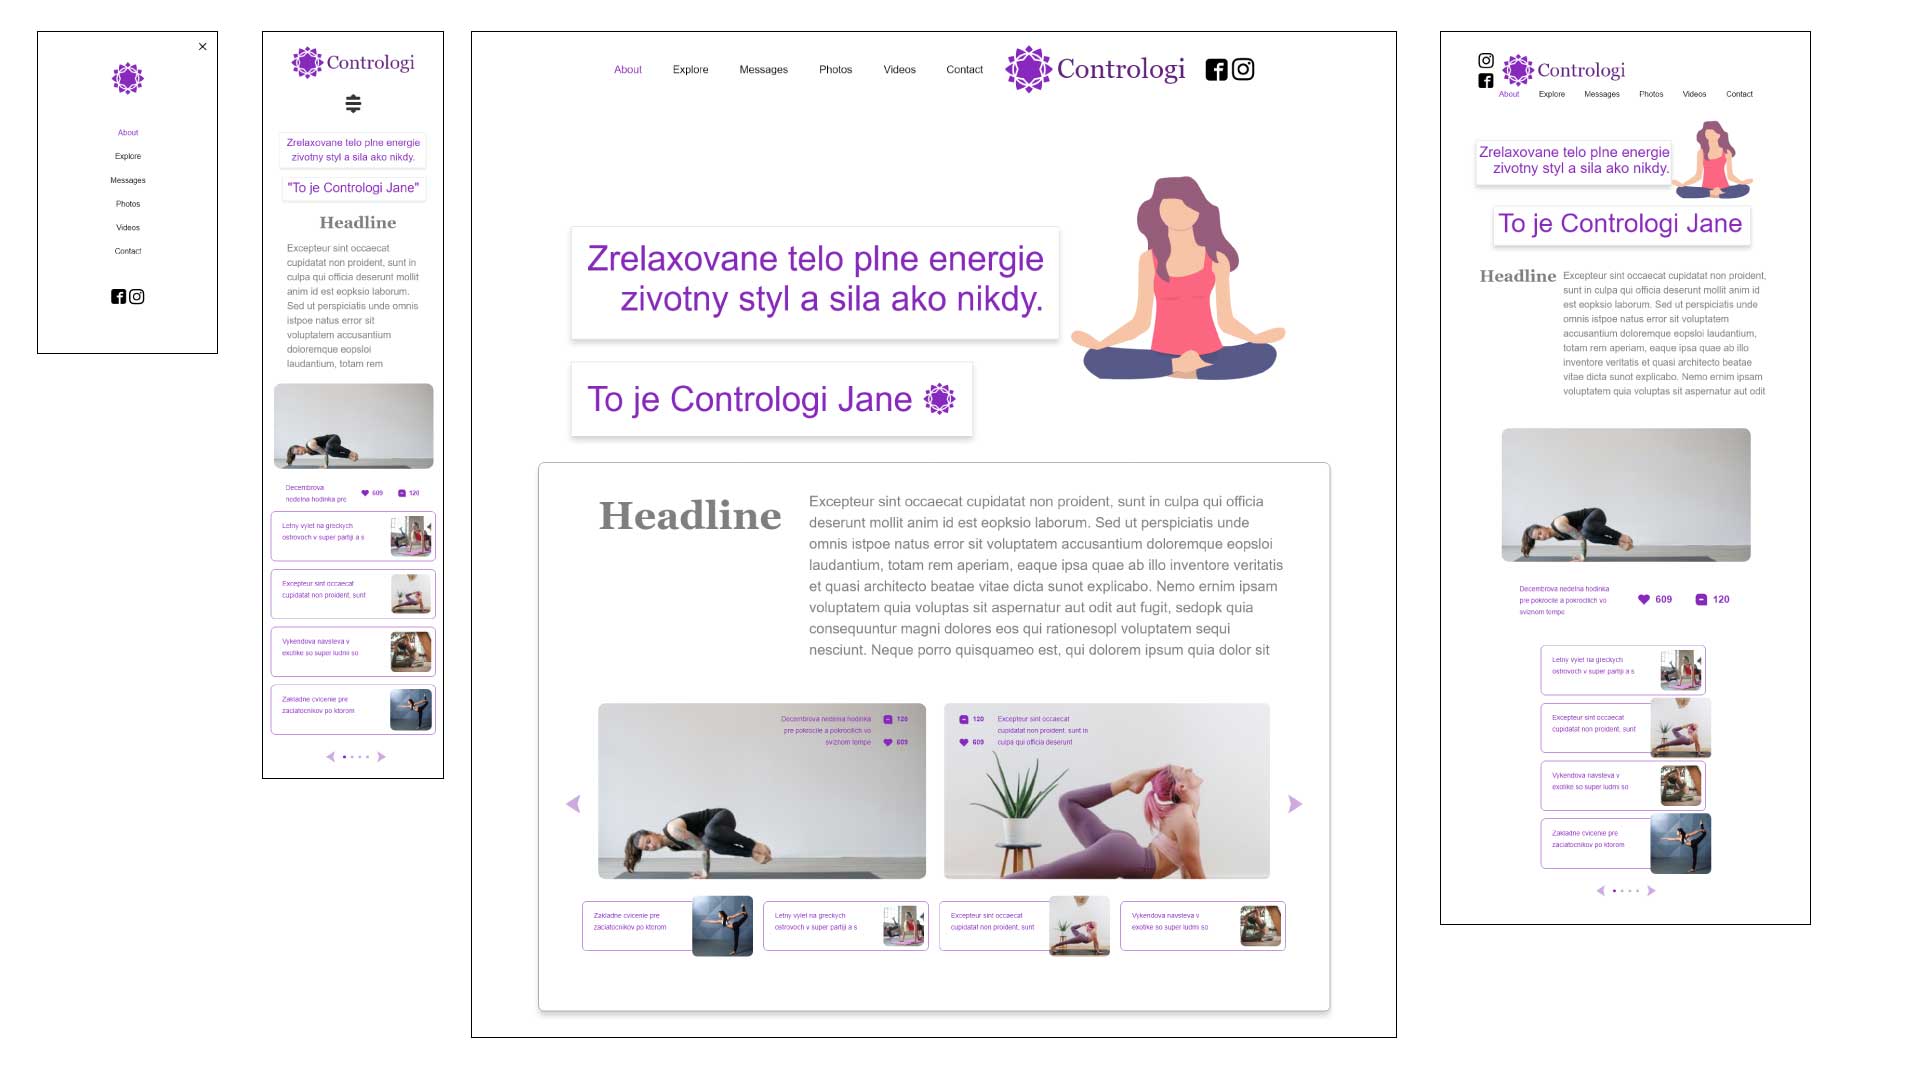 About
Explore
Messages
Photos
Videos
Contact
Contrologi
Zrelaxovane telo plne energie
zivotny styl a sila ako nikdy.
"To je Contrologi Jane"
Headline
Excepteur sint occaecat
cupidatat non proident, sunt in
culpa qui officia deserunt mollit
anim id est eopksio laborum.
Sed ut perspiciatis unde omnis
istpoe natus error sit
voluptatem accusantium
doloremque eopsloi
laudantium, totam rem
Decembrova
nedelna hodinka pre
609
120
Letny vylet na greckych
ostrovoch v super partiji a s
Excepteur sint occaecat
cupidatat non proident, sunt
Vykendova navsteva v
exotike so super ludmi so
Zakladne cvicenie pre
zaciatocnikov po ktorom
About
Explore
Messages
Photos
Videos
Contact
Contrologi
Zrelaxovane telo plne energie
zivotny styl a sila ako nikdy.
To je Contrologi Jane
Headline
Excepteur sint occaecat cupidatat non proident, sunt in culpa qui officia
deserunt mollit anim id est eopksio laborum. Sed ut perspiciatis unde
omnis istpoe natus error sit voluptatem accusantium doloremque eopsloi
laudantium, totam rem aperiam, eaque ipsa quae ab illo inventore veritatis
et quasi architecto beatae vitae dicta sunot explicabo. Nemo ernim ipsam
voluptatem quia voluptas sit aspernatur aut odit aut fugit, sedopk quia
consequuntur magni dolores eos qui rationesopl voluptatem sequi
nesciunt. Neque porro quisquameo est, qui dolorem ipsum quia dolor sit
Decembrova nedelna hodinka
pre pokrocile a pokrocilich vo
sviznom tempe
120
609
120
609
Excepteur sint occaecat
cupidatat non proident, sunt in
culpa qui officia deserunt
Zakladne cvicenie pre
zaciatocnikov po ktorom
Letny vylet na greckych
ostrovoch v super partiji a s
Excepteur sint occaecat
cupidatat non proident, sunt
Vykendova navsteva v
exotike so super ludmi so
Contrologi
About
Explore
Messages
Photos
Videos
Contact
Zrelaxovane telo plne energie
zivotny styl a sila ako nikdy.
To je Contrologi Jane
Headline
Excepteur sint occaecat cupidatat non proident,
sunt in culpa qui officia deserunt mollit anim id
est eopksio laborum. Sed ut perspiciatis unde
omnis istpoe natus error sit voluptatem
accusantium doloremque eopsloi laudantium,
totam rem aperiam, eaque ipsa quae ab illo
inventore veritatis et quasi architecto beatae
vitae dicta sunot explicabo. Nemo ernim ipsam
voluptatem quia voluptas sit aspernatur aut odit
Decembrova nedelna hodinka
pre pokrocile a pokrocilich vo
sviznom tempe
609
120
Letny vylet na greckych
ostrovoch v super partiji a s
Excepteur sint occaecat
cupidatat non proident, sunt
Vykendova navsteva v
exotike so super ludmi so
Zakladne cvicenie pre
zaciatocnikov po ktorom